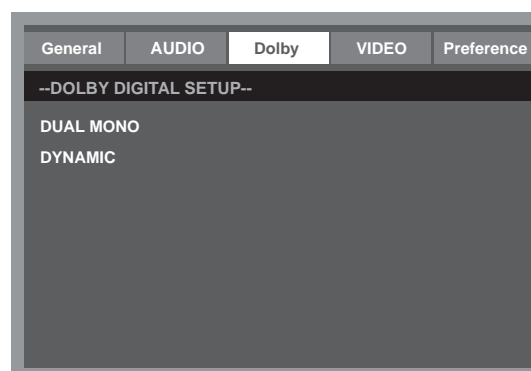 General AUDIO Dolby VIDEO Preference
--DOLBY DIGITAL SETUP--
DUAL MONO
DYNAMIC